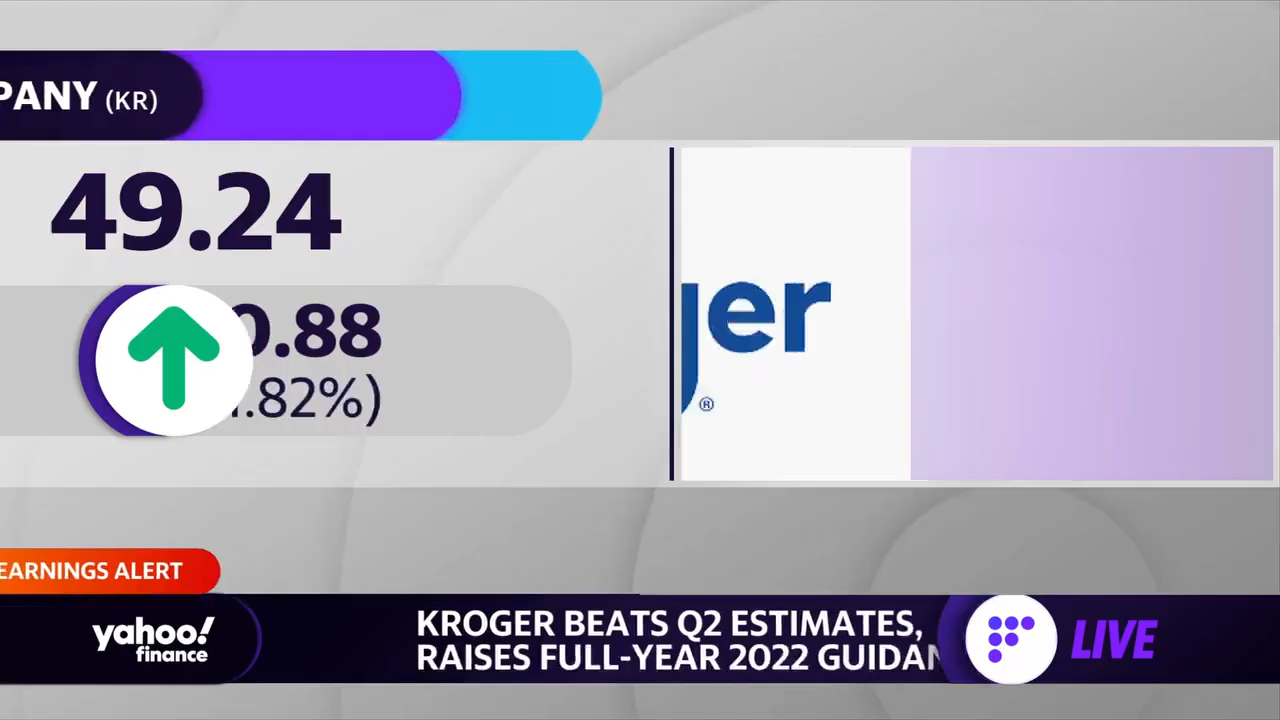 PANY (KR)
49.24
0.88
.82%)
ger
®
EARNINGS ALERT
yahoo!
finance
KROGER BEATS Q2 ESTIMATES,
RAISES FULL-YEAR 2022 GUIDAN
LIVE